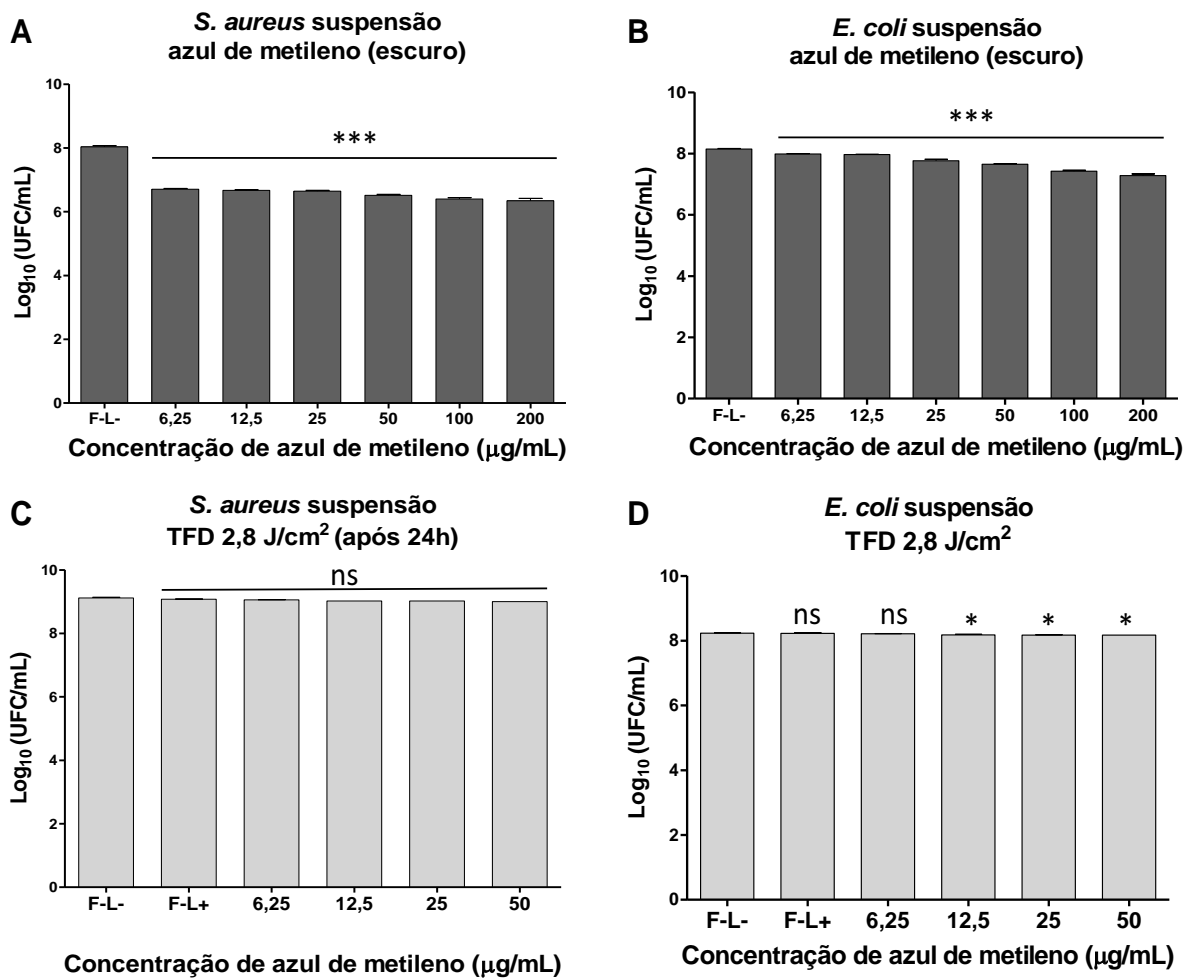 A
S. aureus suspensão
azul de metileno (escuro)
***
Log10 (UFC/mL)
10
8
6
4
2
0
F-L-
6,25
12,5
25
50
100
200
Concentração de azul de metileno (μg/mL)
B
E. coli suspensão
azul de metileno (escuro)
***
Log10 (UFC/mL)
10
8
6
4
2
0
F-L-
6,25
12,5
25
50
100
200
Concentração de azul de metileno (μg/mL)
C
S. aureus suspensão
TFD 2,8 J/cm2 (após 24h)
ns
Log10 (UFC/mL)
10
8
6
4
2
0
F-L-
F-L+
6,25
12,5
25
50
Concentração de azul de metileno (μg/mL)
D
E. coli suspensão
TFD 2,8 J/cm2
ns
ns
*
*
*
Log10 (UFC/mL)
10
8
6
4
2
0
F-L-
F-L+
6,25
12,5
25
50
Concentração de azul de metileno (μg/mL)